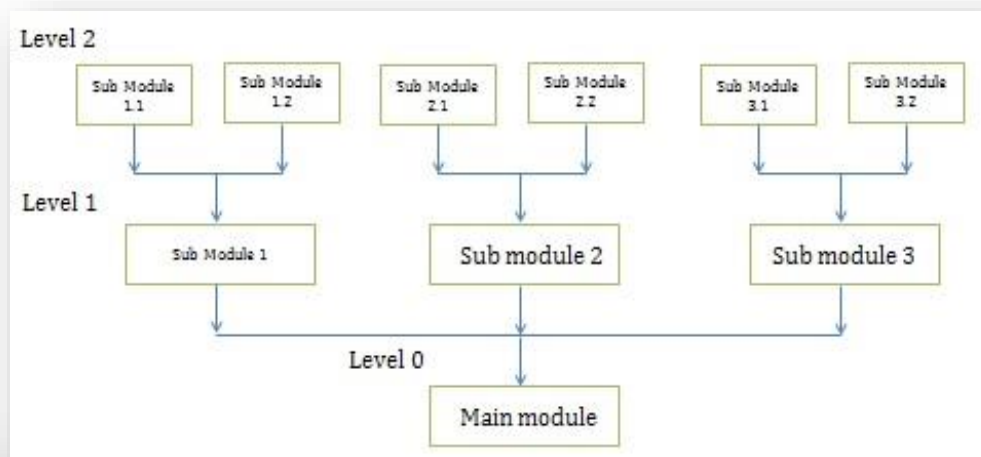 Level 2
Sub Module
1.1
Sub Module
1.2
Sub Module
2.1
Sub Module
2.2
Sub Module
3.1
Sub Module
3.2
Level 1
Sub Module 1
Sub module 2
Sub module 3
Level 0
Main module